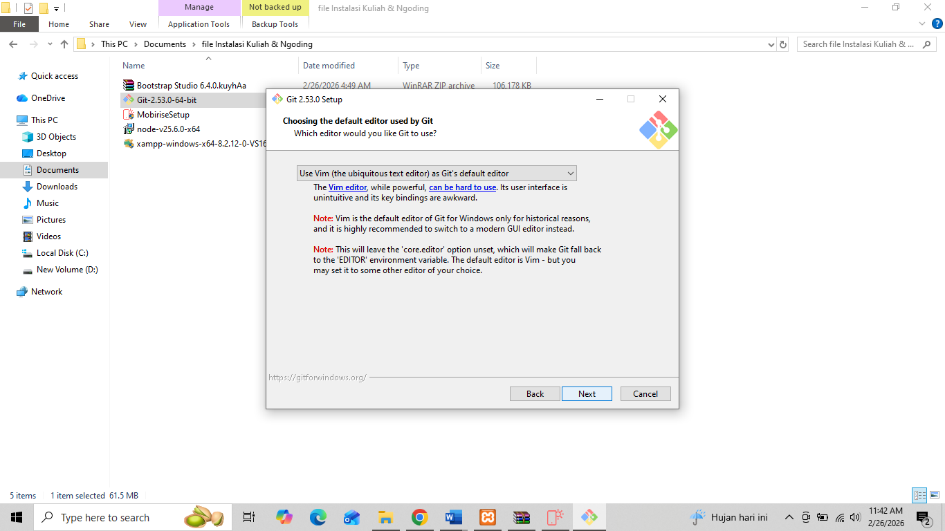 Manage
Not backed up
file Instalasi Kuliah & Ngoding
File
Home
Share
View
Application Tools
Backup Tools
This PC
Documents
file Instalasi Kuliah & Ngoding
Search file Instalasi Kuliah & ...
Name
Date modified
Type
Size
Quick access
OneDrive
This PC
3D Objects
Desktop
Documents
Downloads
Music
Pictures
Videos
Local Disk (C:)
New Volume (D:)
Network
Bootstrap Studio 6.4.0.kuyhAa
2/26/2026 4:49 AM
WinRAR ZIP archive
106.178 KB
Git-2.53.0-64-bit
MobiriseSetup
node-v25.6.0-x64
xampp-windows-x64-8.2.12-0-VS16
Git 2.53.0 Setup
Choosing the default editor used by Git
Which editor would you like Git to use?
Use Vim (the ubiquitous text editor) as Git's default editor
The Vim editor, while powerful, can be hard to use. Its user interface is
unintuitive and its key bindings are awkward.
Note: Vim is the default editor of Git for Windows only for historical reasons,
and it is highly recommended to switch to a modern GUI editor instead.
Note: This will leave the 'core.editor' option unset, which will make Git fall back
to the 'EDITOR' environment variable. The default editor is Vim - but you
may set it to some other editor of your choice.
https://gitforwindows.org/
Back
Next
Cancel
5 items
1 item selected 61.5 MB
Type here to search
Hujan hari ini
11:42 AM
2/26/2026
2